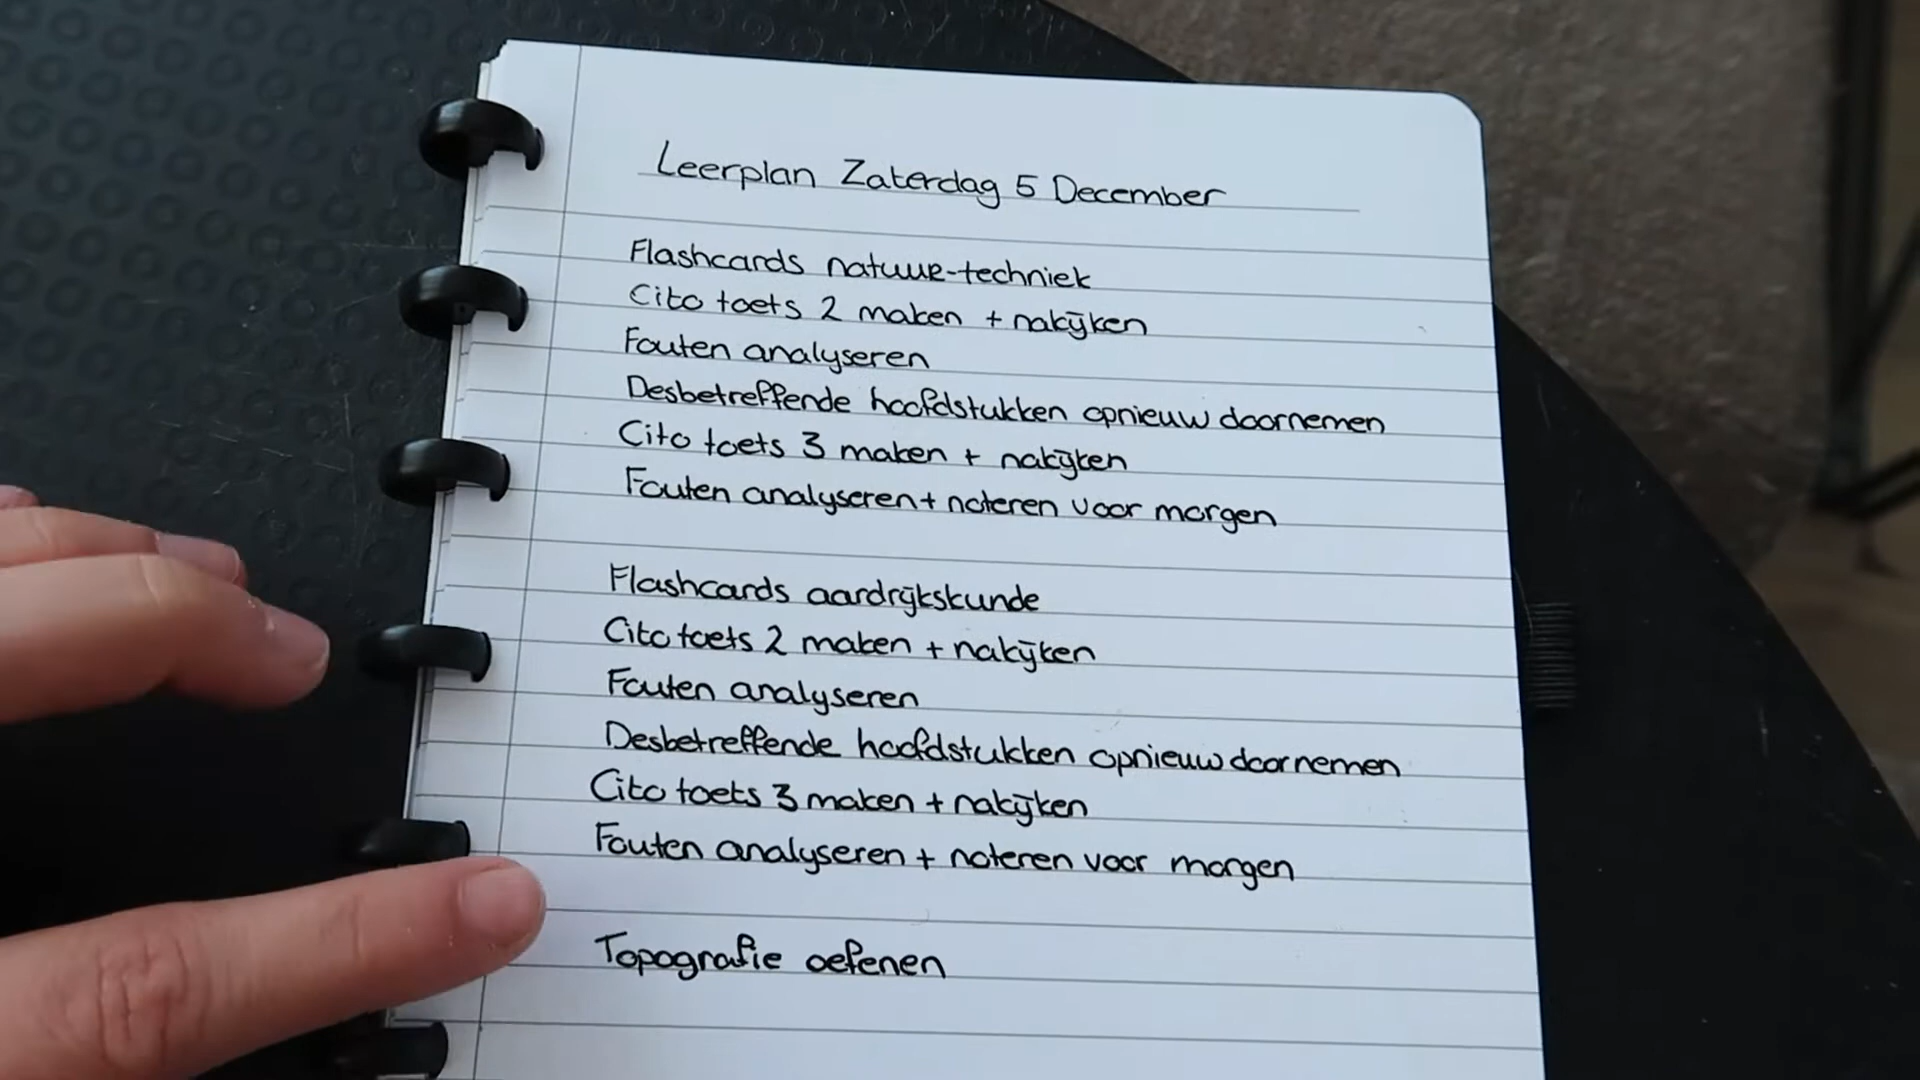 Leerplan Zaterdag 5 December
Flashcards natuur-techniek
Cito toets 2 maken + nakijken
Fouten analyseren
Desbetreffende hoofdstukken opnieuw doornemen
Cito toets 3 maken + nakijken
Fouten analyseren + noteren voor morgen
Flashcards aardrijkskunde
Cito toets 2 maken + nakijken
Fouten analyseren
Desbetreffende hoofdstukken opnieuw doornemen
Cito toets 3 maken + nakijken
Fouten analyseren + noteren voor morgen
Topografie oefenen